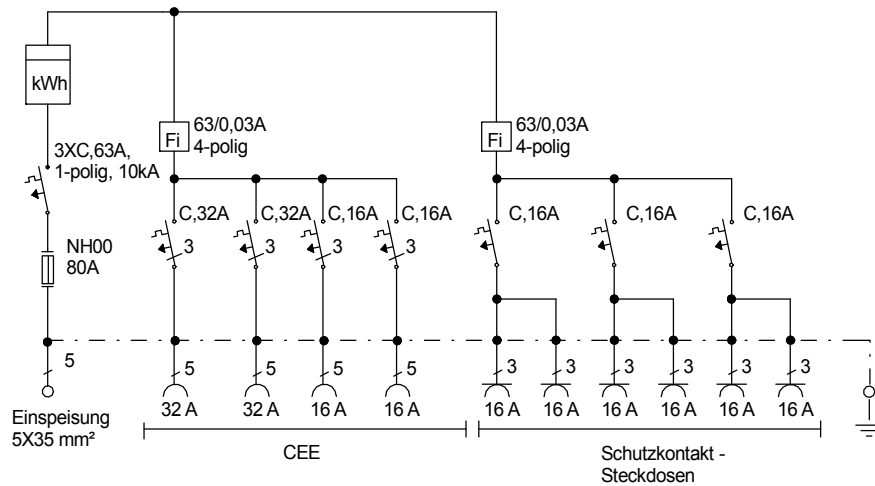 kWh
3XC,63A,
1-polig, 10kA
NH00
80A
5
Einspeisung
5X35 mm²
Fi
63/0,03A
4-polig
C,32A
C,32A
C,16A
C,16A
3
3
3
3
5
5
5
5
32 A
32 A
16 A
16 A
CEE
Fi
63/0,03A
4-polig
C,16A
C,16A
C,16A
3
3
3
3
3
3
16 A
16 A
16 A
16 A
16 A
16 A
Schutzkontakt -
Steckdosen